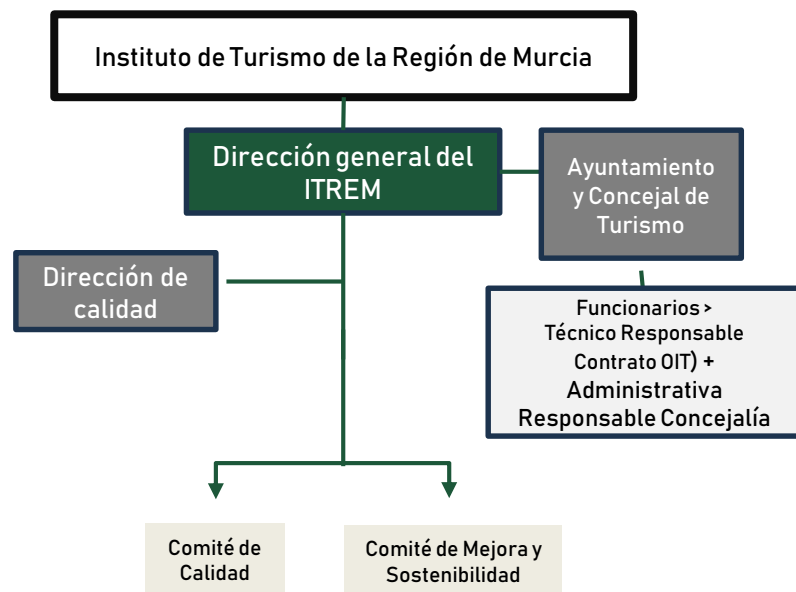 Instituto de Turismo de la Región de Murcia
Dirección general del
ITREM
Ayuntamiento
y Concejal de
Turismo
Dirección de
calidad
Funcionarios >
Técnico Responsable
Contrato OIT) +
Administrativa
Responsable Concejalía
Comité de
Calidad
Comité de Mejora y
Sostenibilidad